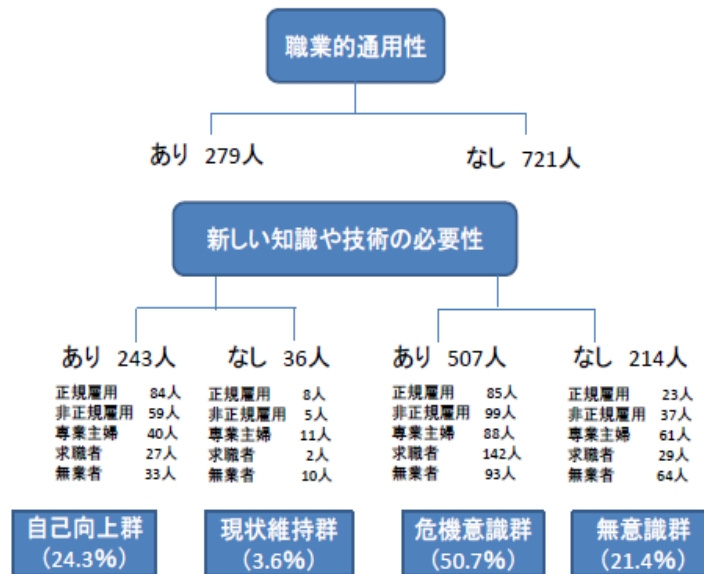 職業的通用性
あり 279人
なし 721人
新しい知識や技術の必要性
あり 243人
正規雇用 84人
非正規雇用 59人
専業主婦 40人
求職者 27人
無業者 33人
自己向上群
（24.3%）
なし 36人
正規雇用 8人
非正規雇用 5人
専業主婦 11人
求職者 2人
無業者 10人
現状維持群
（3.6%）
あり 507人
正規雇用 85人
非正規雇用 99人
専業主婦 88人
求職者 142人
無業者 93人
危機意識群
（50.7%）
なし 214人
正規雇用 23人
非正規雇用 37人
専業主婦 61人
求職者 29人
無業者 64人
無意識群
（21.4%）